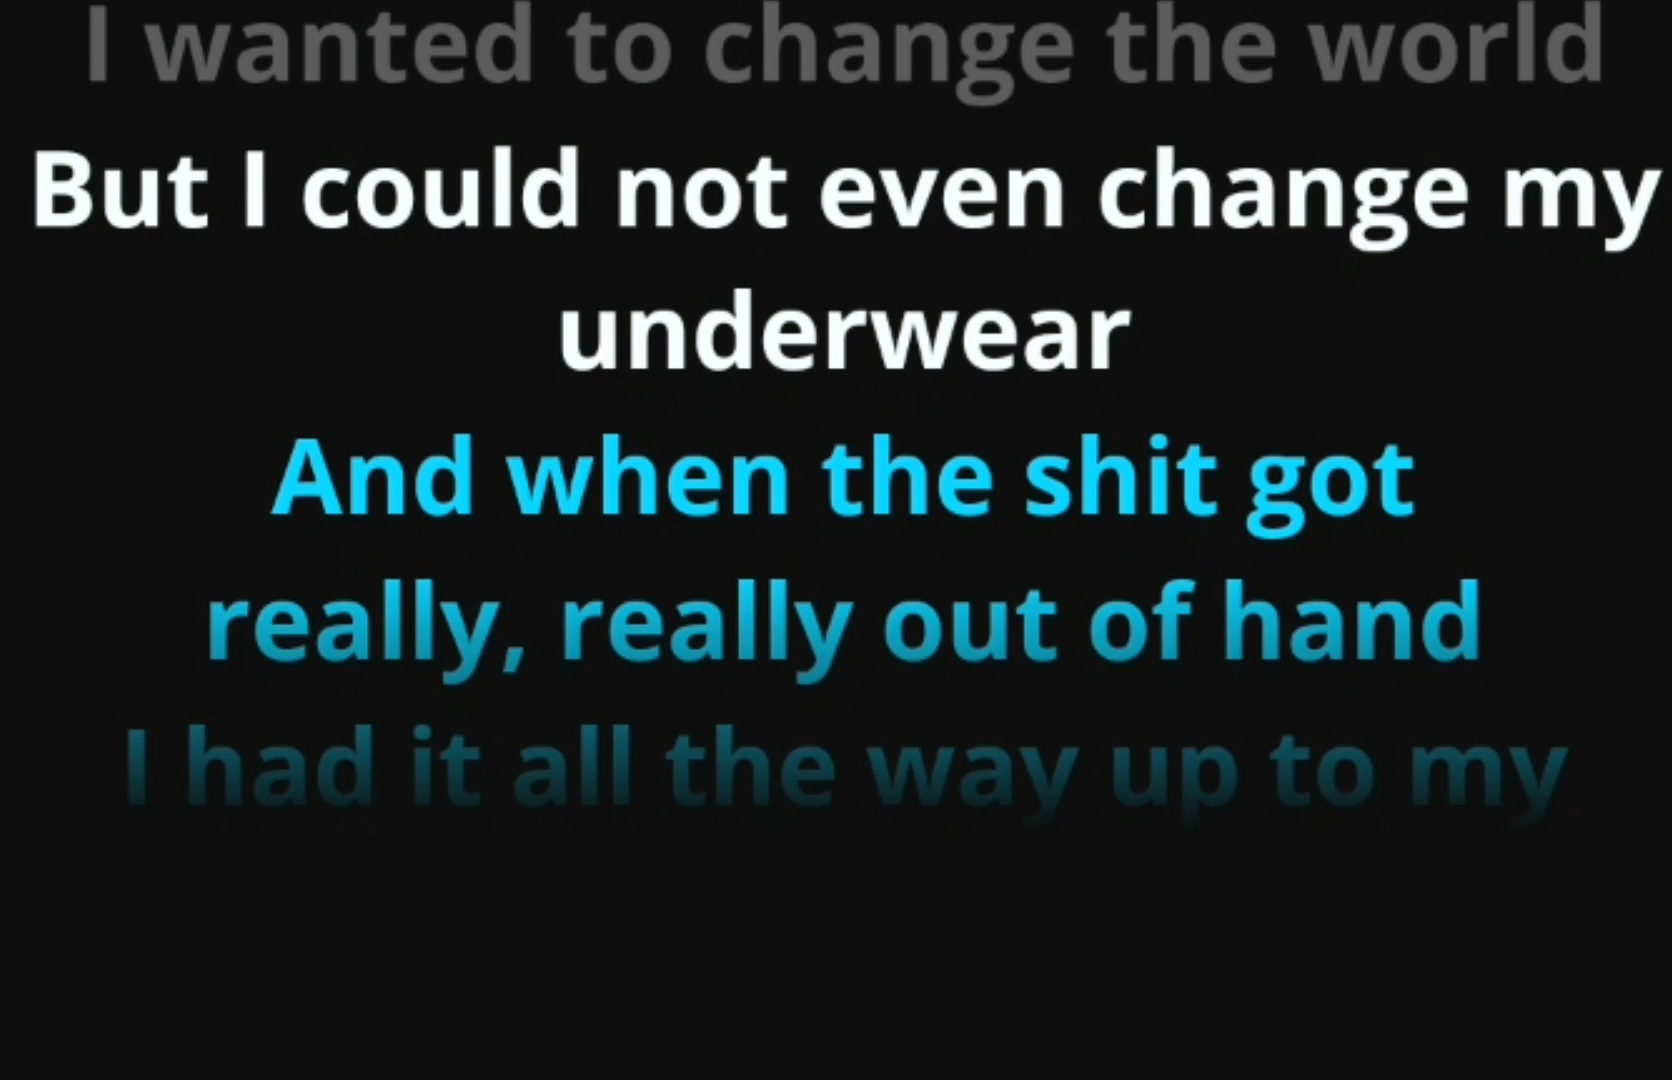 I wanted to change the world
But I could not even change my
underwear
And when the shit got
really, really out of hand
I had it all the way up to my